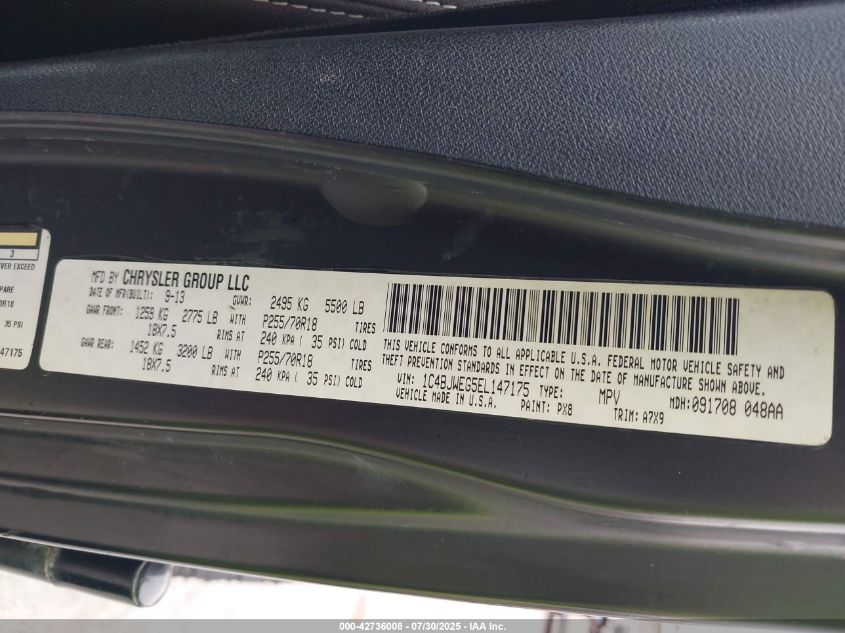 3
EVER EXCEED
PARE
0R18
35 PSI
47175
MFD BY CHRYSLER GROUP LLC
DATE OF MFR(BUILT): 9-13 GVWR: 2495 KG 5500 LB
GAWR FRONT: 1259 KG 2775 LB WITH P255/70R18 TIRES
18X7.5 RIMS AT 240 KPA ( 35 PSI) COLD
GAWR REAR: 1452 KG 3200 LB WITH P255/70R18 TIRES
18X7.5 RIMS AT 240 KPA ( 35 PSI) COLD
THIS VEHICLE CONFORMS TO ALL APPLICABLE U.S.A. FEDERAL MOTOR VEHICLE SAFETY AND
THEFT PREVENTION STANDARDS IN EFFECT ON THE DATE OF MANUFACTURE SHOWN ABOVE.
VIN: 1C4BJWEG5EL147175 TYPE: MPV MDH:091708 048AA
VEHICLE MADE IN U.S.A. PAINT: PX8 TRIM: A7X9
000-42736008 - 07/30/2025 - IAA Inc.